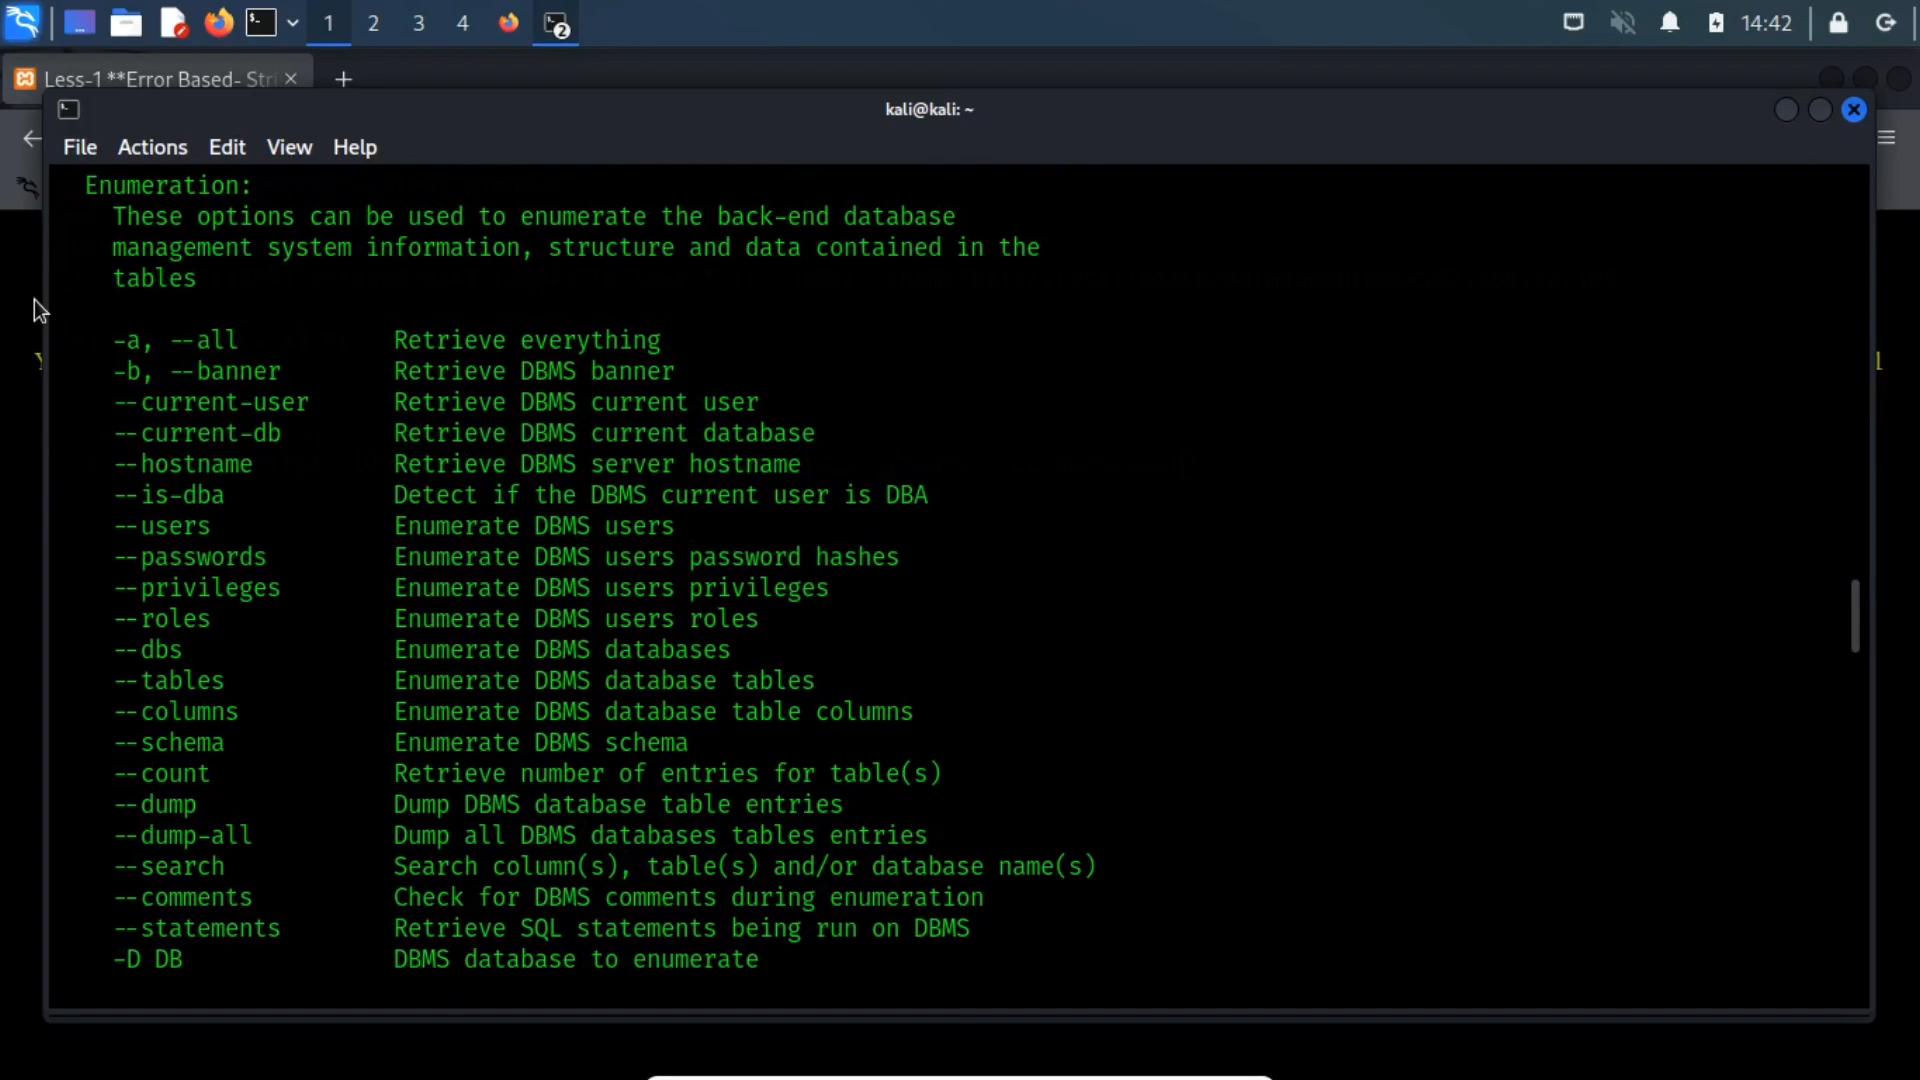 1 2 3 4 2 14:42
Less-1 **Error Based- Stri
kali@kali: ~
File Actions Edit View Help
Enumeration:
These options can be used to enumerate the back-end database
management system information, structure and data contained in the
tables
-a, --all Retrieve everything
-b, --banner Retrieve DBMS banner
--current-user Retrieve DBMS current user
--current-db Retrieve DBMS current database
--hostname Retrieve DBMS server hostname
--is-dba Detect if the DBMS current user is DBA
--users Enumerate DBMS users
--passwords Enumerate DBMS users password hashes
--privileges Enumerate DBMS users privileges
--roles Enumerate DBMS users roles
--dbs Enumerate DBMS databases
--tables Enumerate DBMS database tables
--columns Enumerate DBMS database table columns
--schema Enumerate DBMS schema
--count Retrieve number of entries for table(s)
--dump Dump DBMS database table entries
--dump-all Dump all DBMS databases tables entries
--search Search column(s), table(s) and/or database name(s)
--comments Check for DBMS comments during enumeration
--statements Retrieve SQL statements being run on DBMS
-D DB DBMS database to enumerate